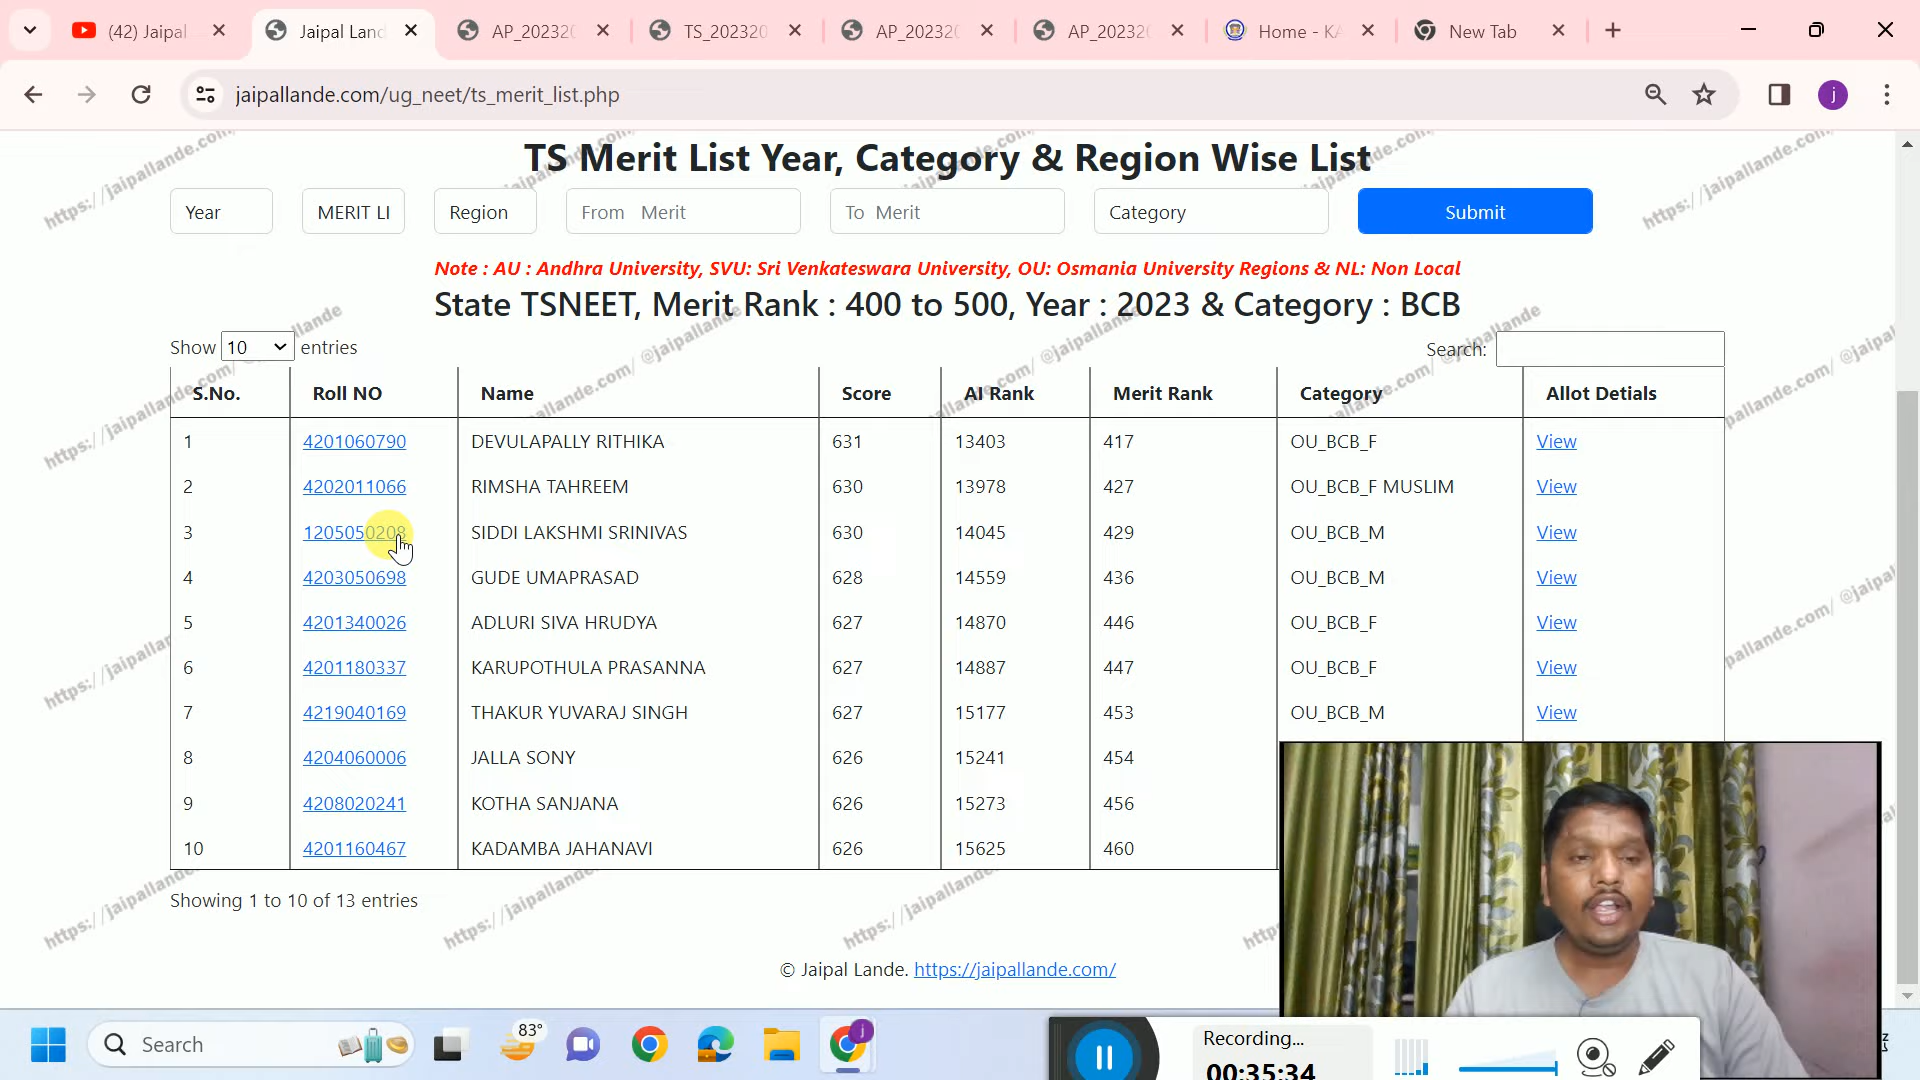 (42) Jaipal
Jaipal Land
AP_20232
TS_202320
AP_20232
AP_20232
Home - KA
New Tab
jaipallande.com/ug_neet/ts_merit_list.php
j
TS Merit List Year, Category & Region Wise List
Year MERIT LI Region From Merit To Merit Category Submit
Note : AU : Andhra University, SVU: Sri Venkateswara University, OU: Osmania University Regions & NL: Non Local
State TSNEET, Merit Rank : 400 to 500, Year : 2023 & Category : BCB
Show 10 entries Search:
S.No. Roll NO Name Score AI Rank Merit Rank Category Allot Detials
1 4201060790 DEVULAPALLY RITHIKA 631 13403 417 OU_BCB_F View
2 4202011066 RIMSHA TAHREEM 630 13978 427 OU_BCB_F MUSLIM View
3 1205050208 SIDDI LAKSHMI SRINIVAS 630 14045 429 OU_BCB_M View
4 4203050698 GUDE UMAPRASAD 628 14559 436 OU_BCB_M View
5 4201340026 ADLURI SIVA HRUDYA 627 14870 446 OU_BCB_F View
6 4201180337 KARUPOTHULA PRASANNA 627 14887 447 OU_BCB_F View
7 4219040169 THAKUR YUVARAJ SINGH 627 15177 453 OU_BCB_M View
8 4204060006 JALLA SONY 626 15241 454
9 4208020241 KOTHA SANJANA 626 15273 456
10 4201160467 KADAMBA JAHANAVI 626 15625 460
Showing 1 to 10 of 13 entries
© Jaipal Lande. https://jaipallande.com/
Search
83°
j
Recording...
00:35:34